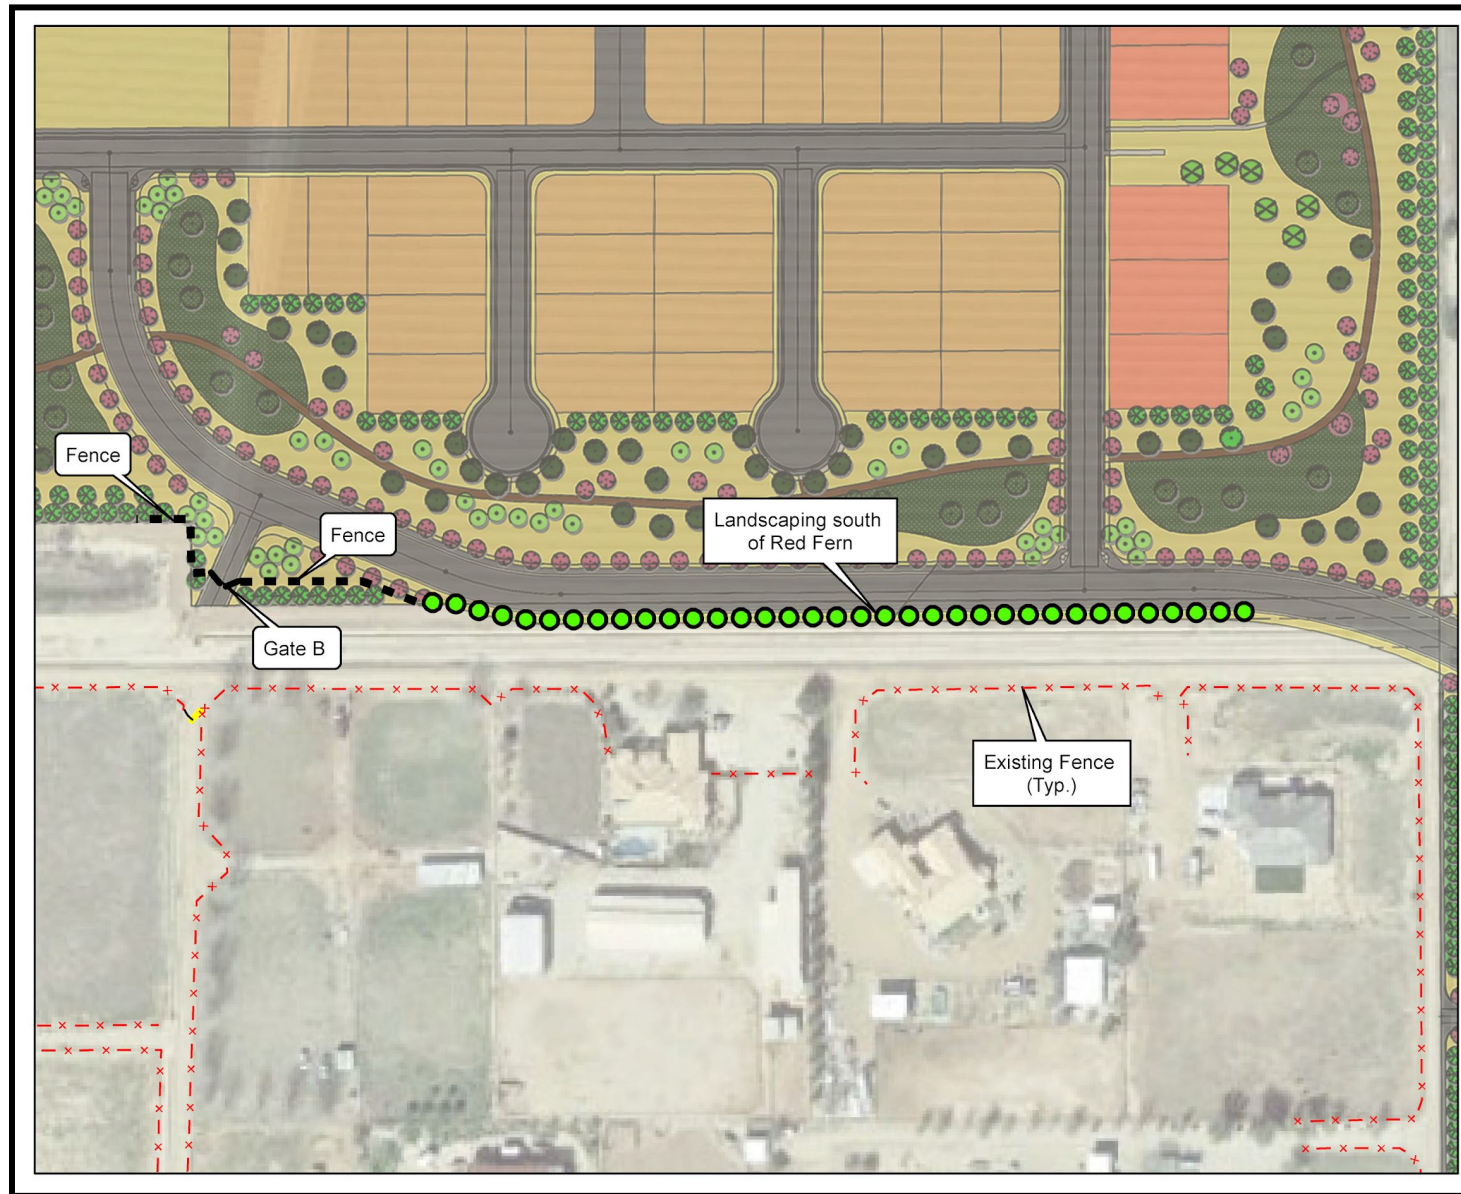 Fence
Landscaping south
of Red Fern
Fence
Gate B
Existing Fence
(Typ.)